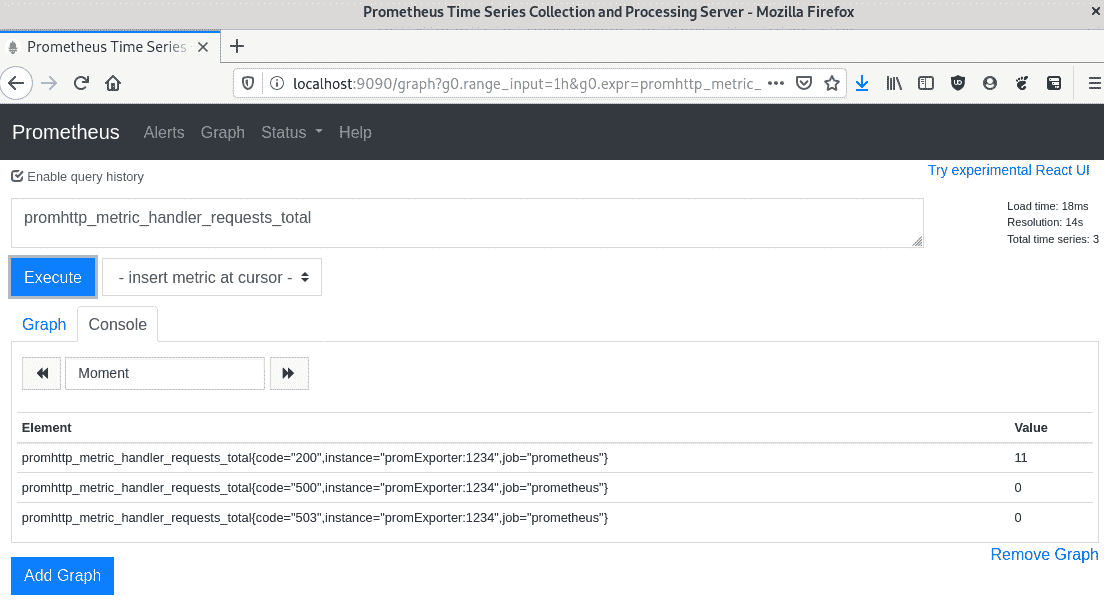 Prometheus Time Series Collection and Processing Server - Mozilla Firefox
Prometheus Time Series
localhost:9090/graph?g0.range_input=1h&g0.expr=promhttp_metric_
Prometheus Alerts Graph Status Help
Enable query history
Try experimental React UI
promhttp_metric_handler_requests_total
Load time: 18ms
Resolution: 14s
Total time series: 3
Execute - insert metric at cursor -
Graph Console
Moment
Element Value
promhttp_metric_handler_requests_total{code="200",instance="promExporter:1234",job="prometheus"} 11
promhttp_metric_handler_requests_total{code="500",instance="promExporter:1234",job="prometheus"} 0
promhttp_metric_handler_requests_total{code="503",instance="promExporter:1234",job="prometheus"} 0
Remove Graph
Add Graph